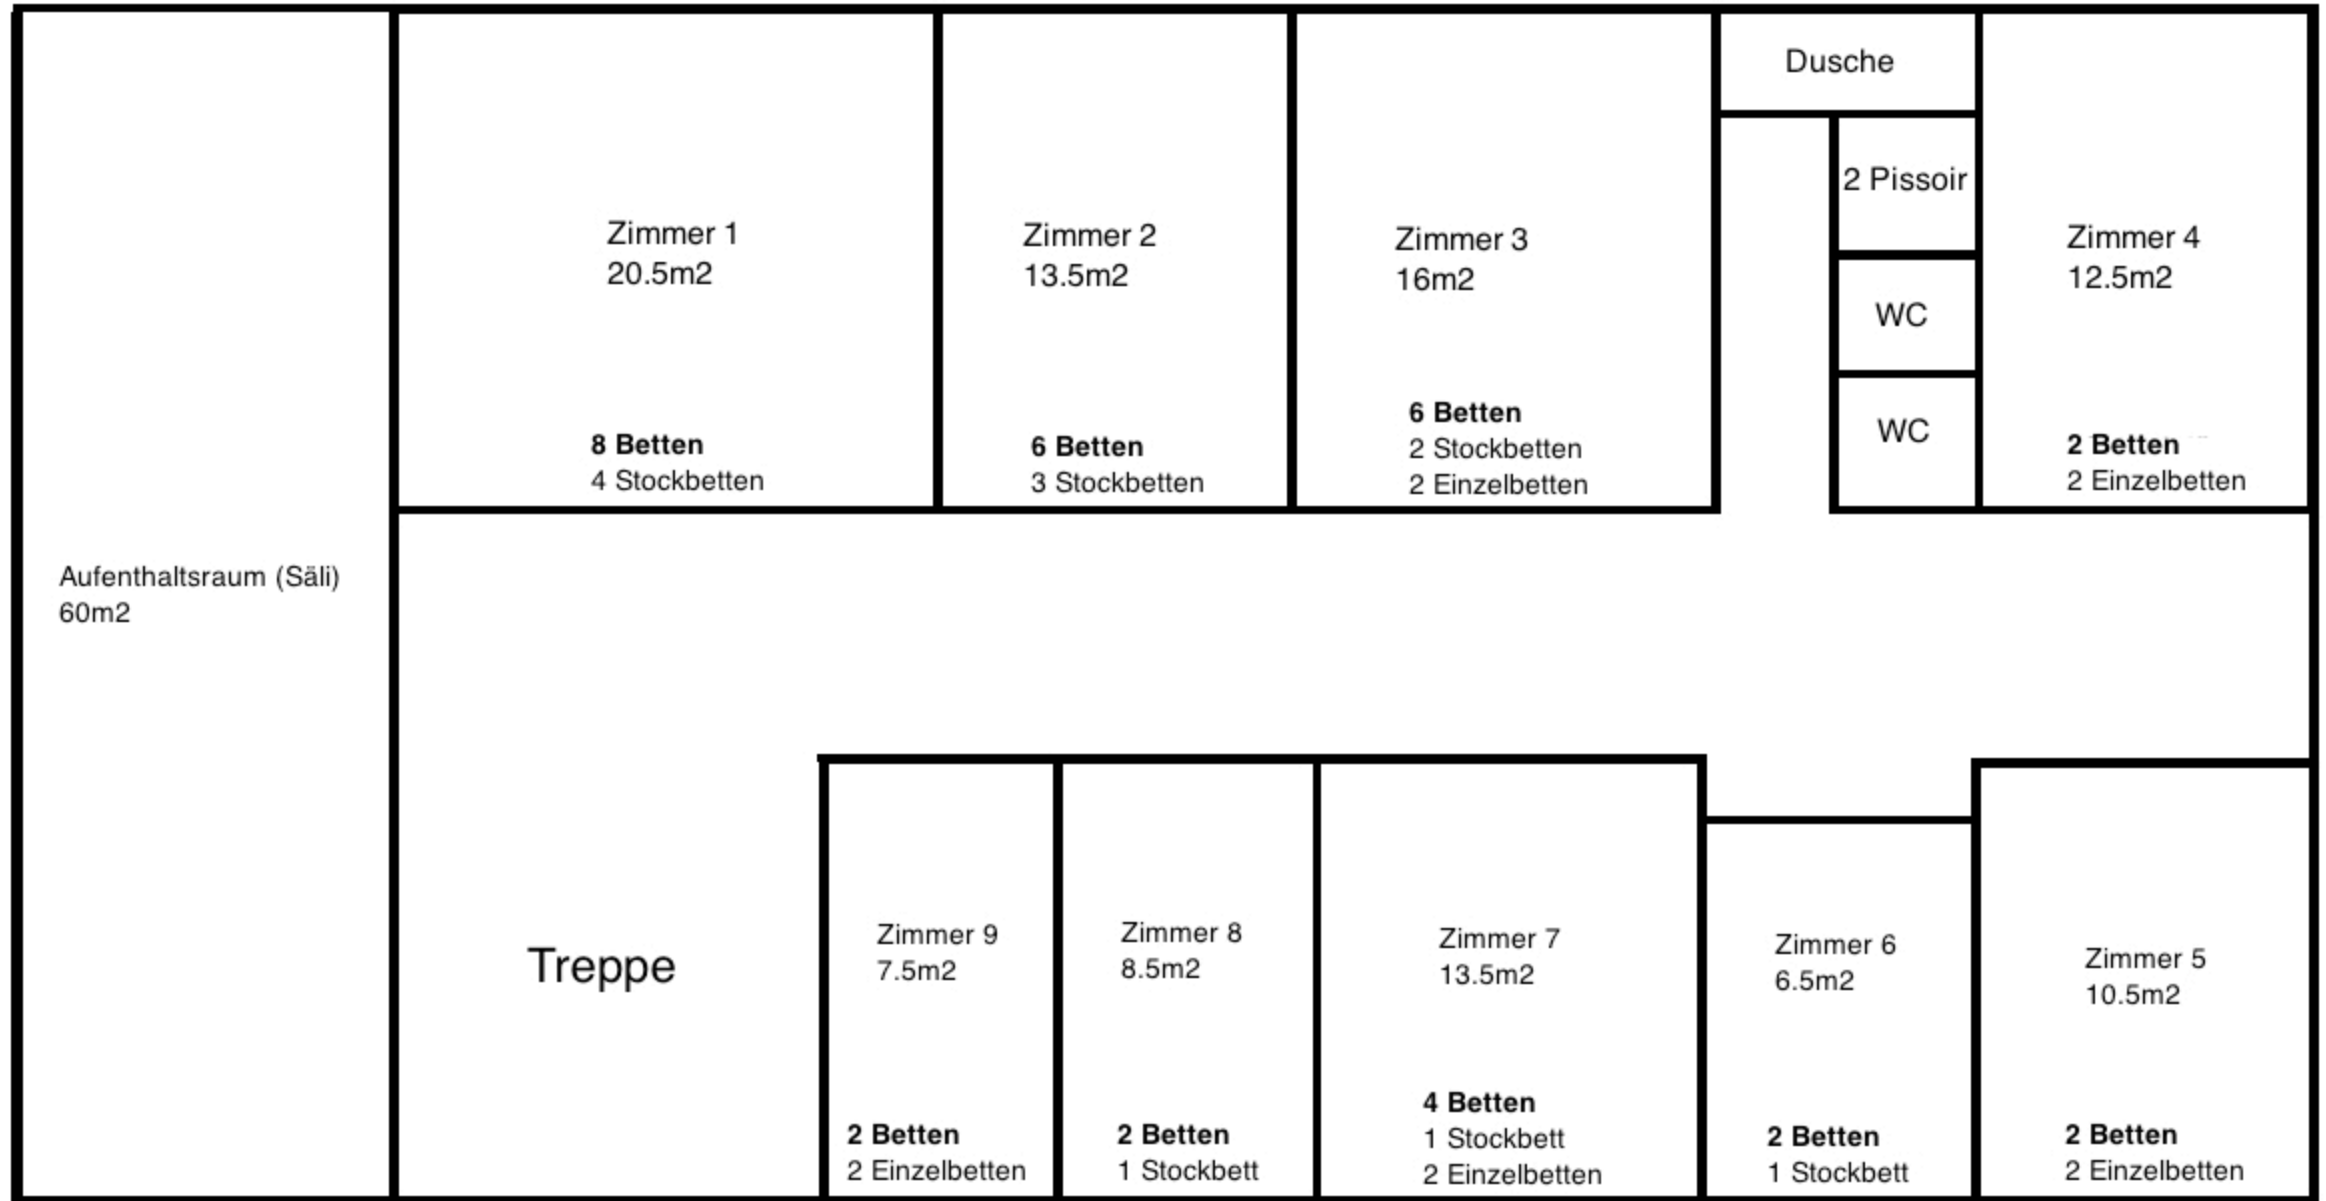 Dusche
2 Pissoir
WC
WC
Zimmer 1
20.5m2
8 Betten
4 Stockbetten
Zimmer 2
13.5m2
6 Betten
3 Stockbetten
Zimmer 3
16m2
6 Betten
2 Stockbetten
2 Einzelbetten
Zimmer 4
12.5m2
2 Betten
2 Einzelbetten
Aufenthaltsraum (Säli)
60m2
Treppe
Zimmer 9
7.5m2
2 Betten
2 Einzelbetten
Zimmer 8
8.5m2
2 Betten
1 Stockbett
Zimmer 7
13.5m2
4 Betten
1 Stockbett
2 Einzelbetten
Zimmer 6
6.5m2
2 Betten
1 Stockbett
Zimmer 5
10.5m2
2 Betten
2 Einzelbetten